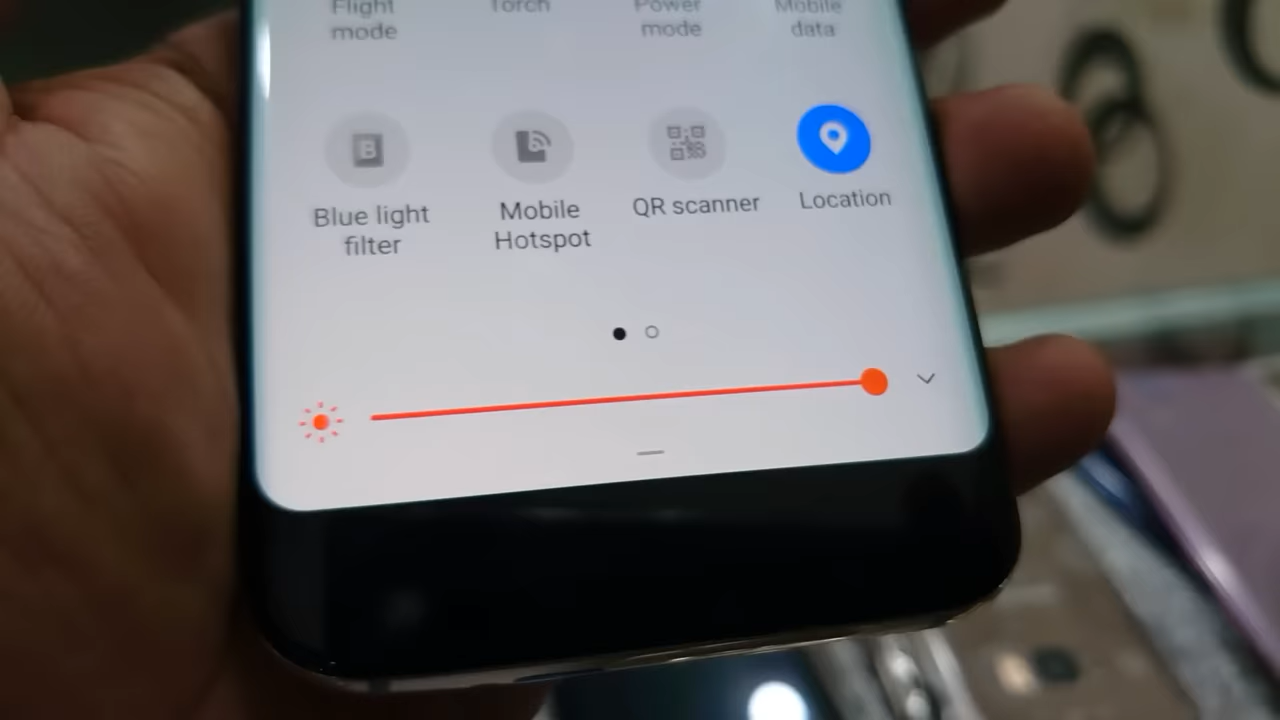 Flight
mode
Torch
Power
mode
Mobile
data
Blue light
filter
Mobile
Hotspot
QR scanner
Location